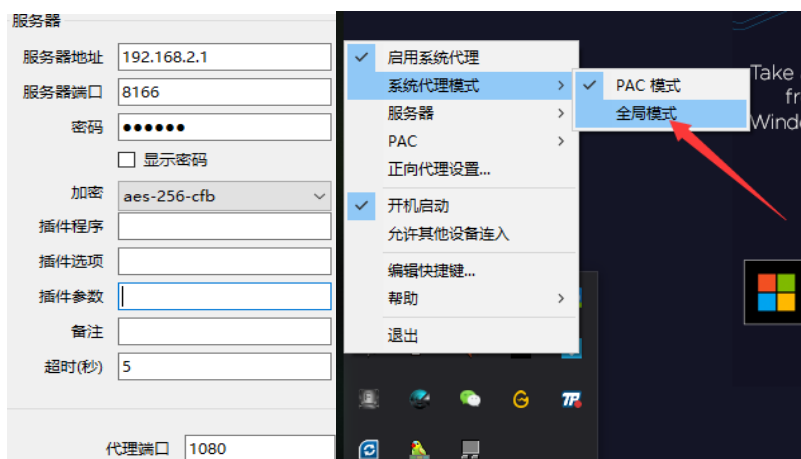 服务器
服务器地址 192.168.2.1
服务器端口 8166
密码 ●●●●●●
显示密码
加密 aes-256-cfb
插件程序
插件选项
插件参数
备注
超时(秒) 5
代理端口 1080
启用系统代理
系统代理模式
服务器
PAC
正向代理设置...
开机启动
允许其他设备连入
编辑快捷键...
帮助
退出
PAC 模式
全局模式
Take
fr
Windo